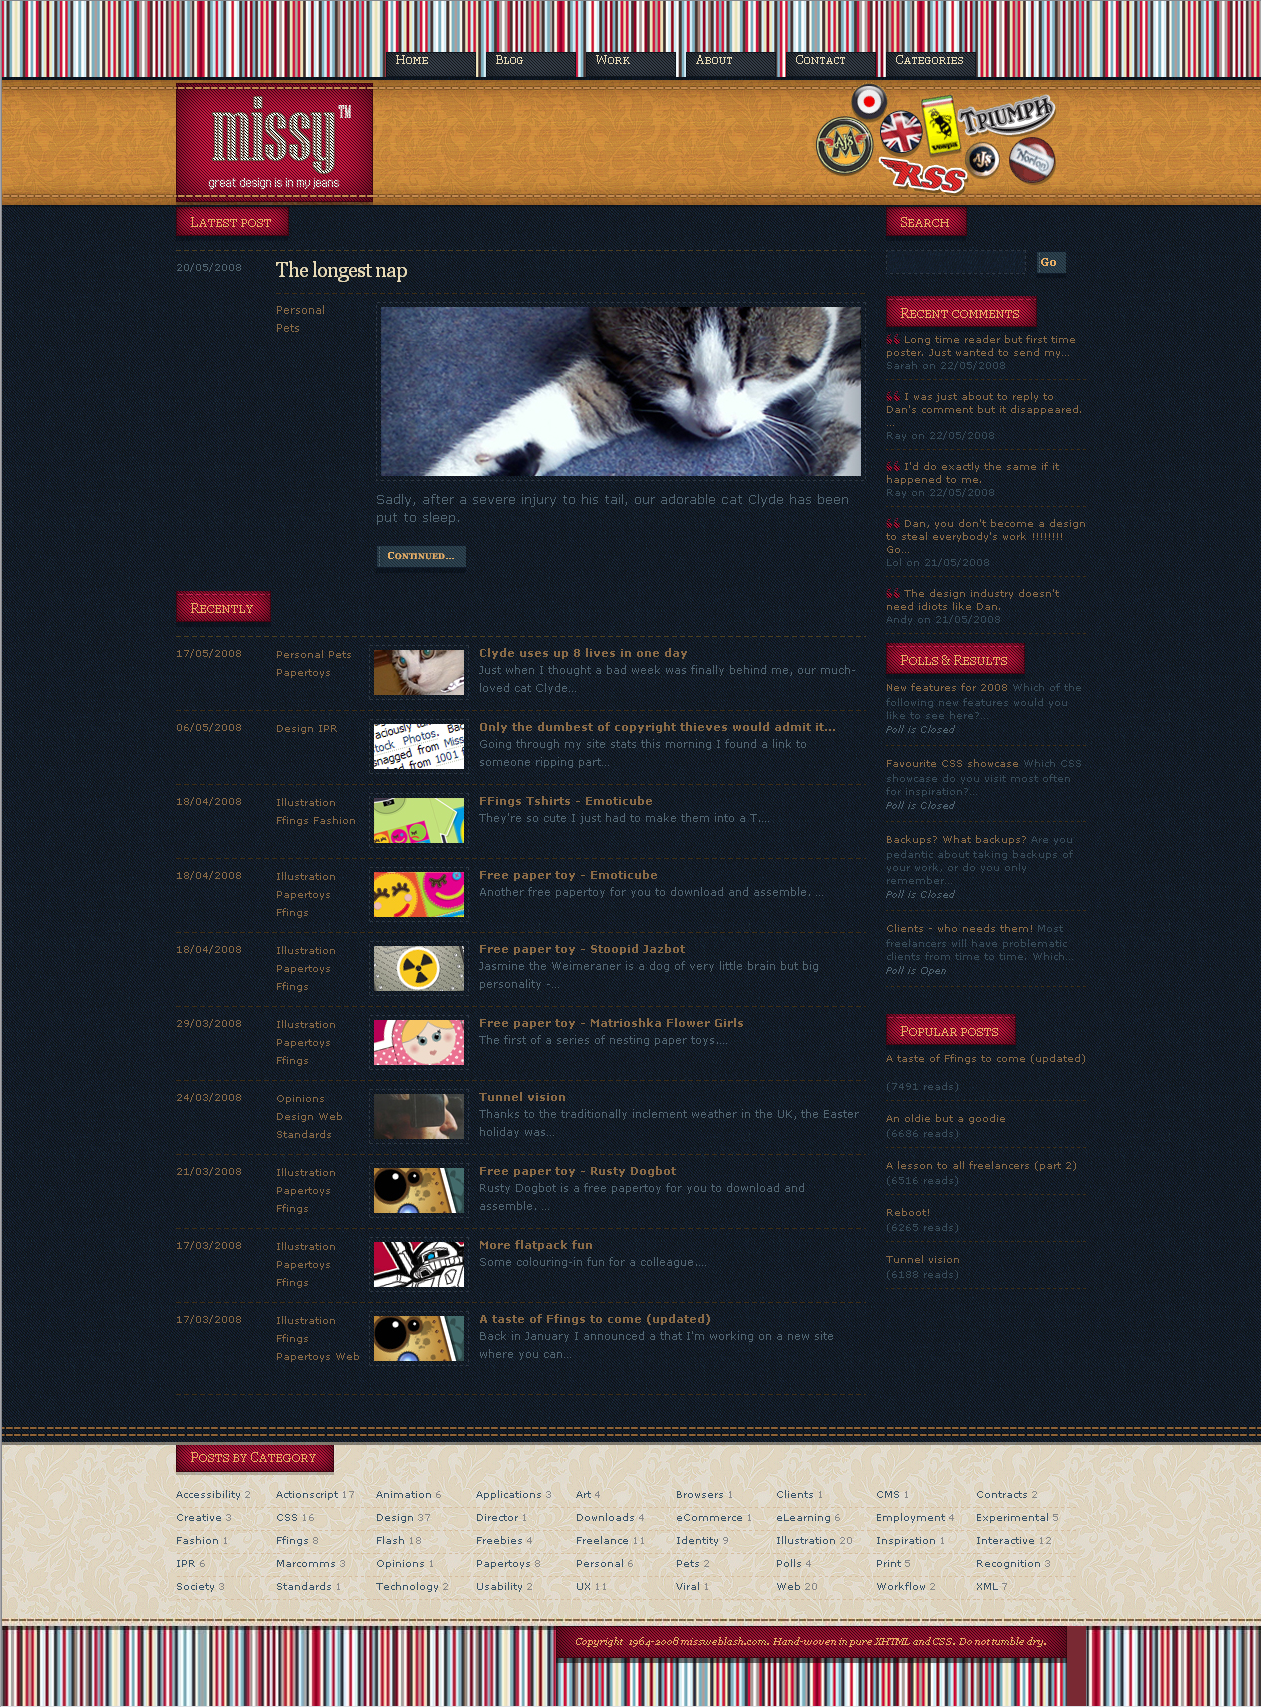 Home
Blog
Work
About
Contact
Categories
missy™
great design is in my jeans
AJS
M
Vespa
TRIUMPH
AJS
Norton
RSS
Latest post
20/05/2008
The longest nap
Personal
Pets
Sadly, after a severe injury to his tail, our adorable cat Clyde has been
put to sleep.
Continued...
Recently
17/05/2008
Personal Pets
Papertoys
Clyde uses up 8 lives in one day
Just when I thought a bad week was finally behind me, our much-
loved cat Clyde...
06/05/2008
Design IPR
Only the dumbest of copyright thieves would admit it...
Going through my site stats this morning I found a link to
someone ripping part...
18/04/2008
Illustration
Ffings Fashion
FFings Tshirts - Emoticube
They're so cute I just had to make them into a T....
18/04/2008
Illustration
Papertoys
Ffings
Free paper toy - Emoticube
Another free papertoy for you to download and assemble. ...
18/04/2008
Illustration
Papertoys
Ffings
Free paper toy - Stoopid Jazbot
Jasmine the Weimeraner is a dog of very little brain but big
personality -...
29/03/2008
Illustration
Papertoys
Ffings
Free paper toy - Matrioshka Flower Girls
The first of a series of nesting paper toys....
24/03/2008
Opinions
Design Web
Standards
Tunnel vision
Thanks to the traditionally inclement weather in the UK, the Easter
holiday was...
21/03/2008
Illustration
Papertoys
Ffings
Free paper toy - Rusty Dogbot
Rusty Dogbot is a free papertoy for you to download and
assemble. ...
17/03/2008
Illustration
Papertoys
Ffings
More flatpack fun
Some colouring-in fun for a colleague....
17/03/2008
Illustration
Ffings
Papertoys Web
A taste of Ffings to come (updated)
Back in January I announced a that I'm working on a new site
where you can...
Search
Go
Recent comments
Long time reader but first time
poster. Just wanted to send my...
Sarah on 22/05/2008
I was just about to reply to
Dan's comment but it disappeared.
...
Ray on 22/05/2008
I'd do exactly the same if it
happened to me.
Ray on 22/05/2008
Dan, you don't become a design
to steal everybody's work !!!!!!!!
Go...
Lol on 21/05/2008
The design industry doesn't
need idiots like Dan.
Andy on 21/05/2008
Polls & Results
New features for 2008 Which of the
following new features would you
like to see here?...
Poll is Closed
Favourite CSS showcase Which CSS
showcase do you visit most often
for inspiration?...
Poll is Closed
Backups? What backups? Are you
pedantic about taking backups of
your work, or do you only
remember...
Poll is Closed
Clients - who needs them! Most
freelancers will have problematic
clients from time to time. Which...
Poll is Open
Popular posts
A taste of Ffings to come (updated)
(7491 reads)
An oldie but a goodie
(6686 reads)
A lesson to all freelancers (part 2)
(6516 reads)
Reboot!
(6265 reads)
Tunnel vision
(6188 reads)
Posts by Category
Accessibility 2 Actionscript 17 Animation 6 Applications 3 Art 4 Browsers 1 Clients 1 CMS 1 Contracts 2
Creative 3 CSS 16 Design 37 Director 1 Downloads 4 eCommerce 1 eLearning 6 Employment 4 Experimental 5
Fashion 1 Ffings 8 Flash 18 Freebies 4 Freelance 11 Identity 9 Illustration 20 Inspiration 1 Interactive 12
IPR 6 Marcomms 3 Opinions 1 Papertoys 8 Personal 6 Pets 2 Polls 4 Print 5 Recognition 3
Society 3 Standards 1 Technology 2 Usability 2 UX 11 Viral 1 Web 20 Workflow 2 XML 7
Copyright 1964-2008 missweblash.com. Hand-woven in pure XHTML and CSS. Do not tumble dry.